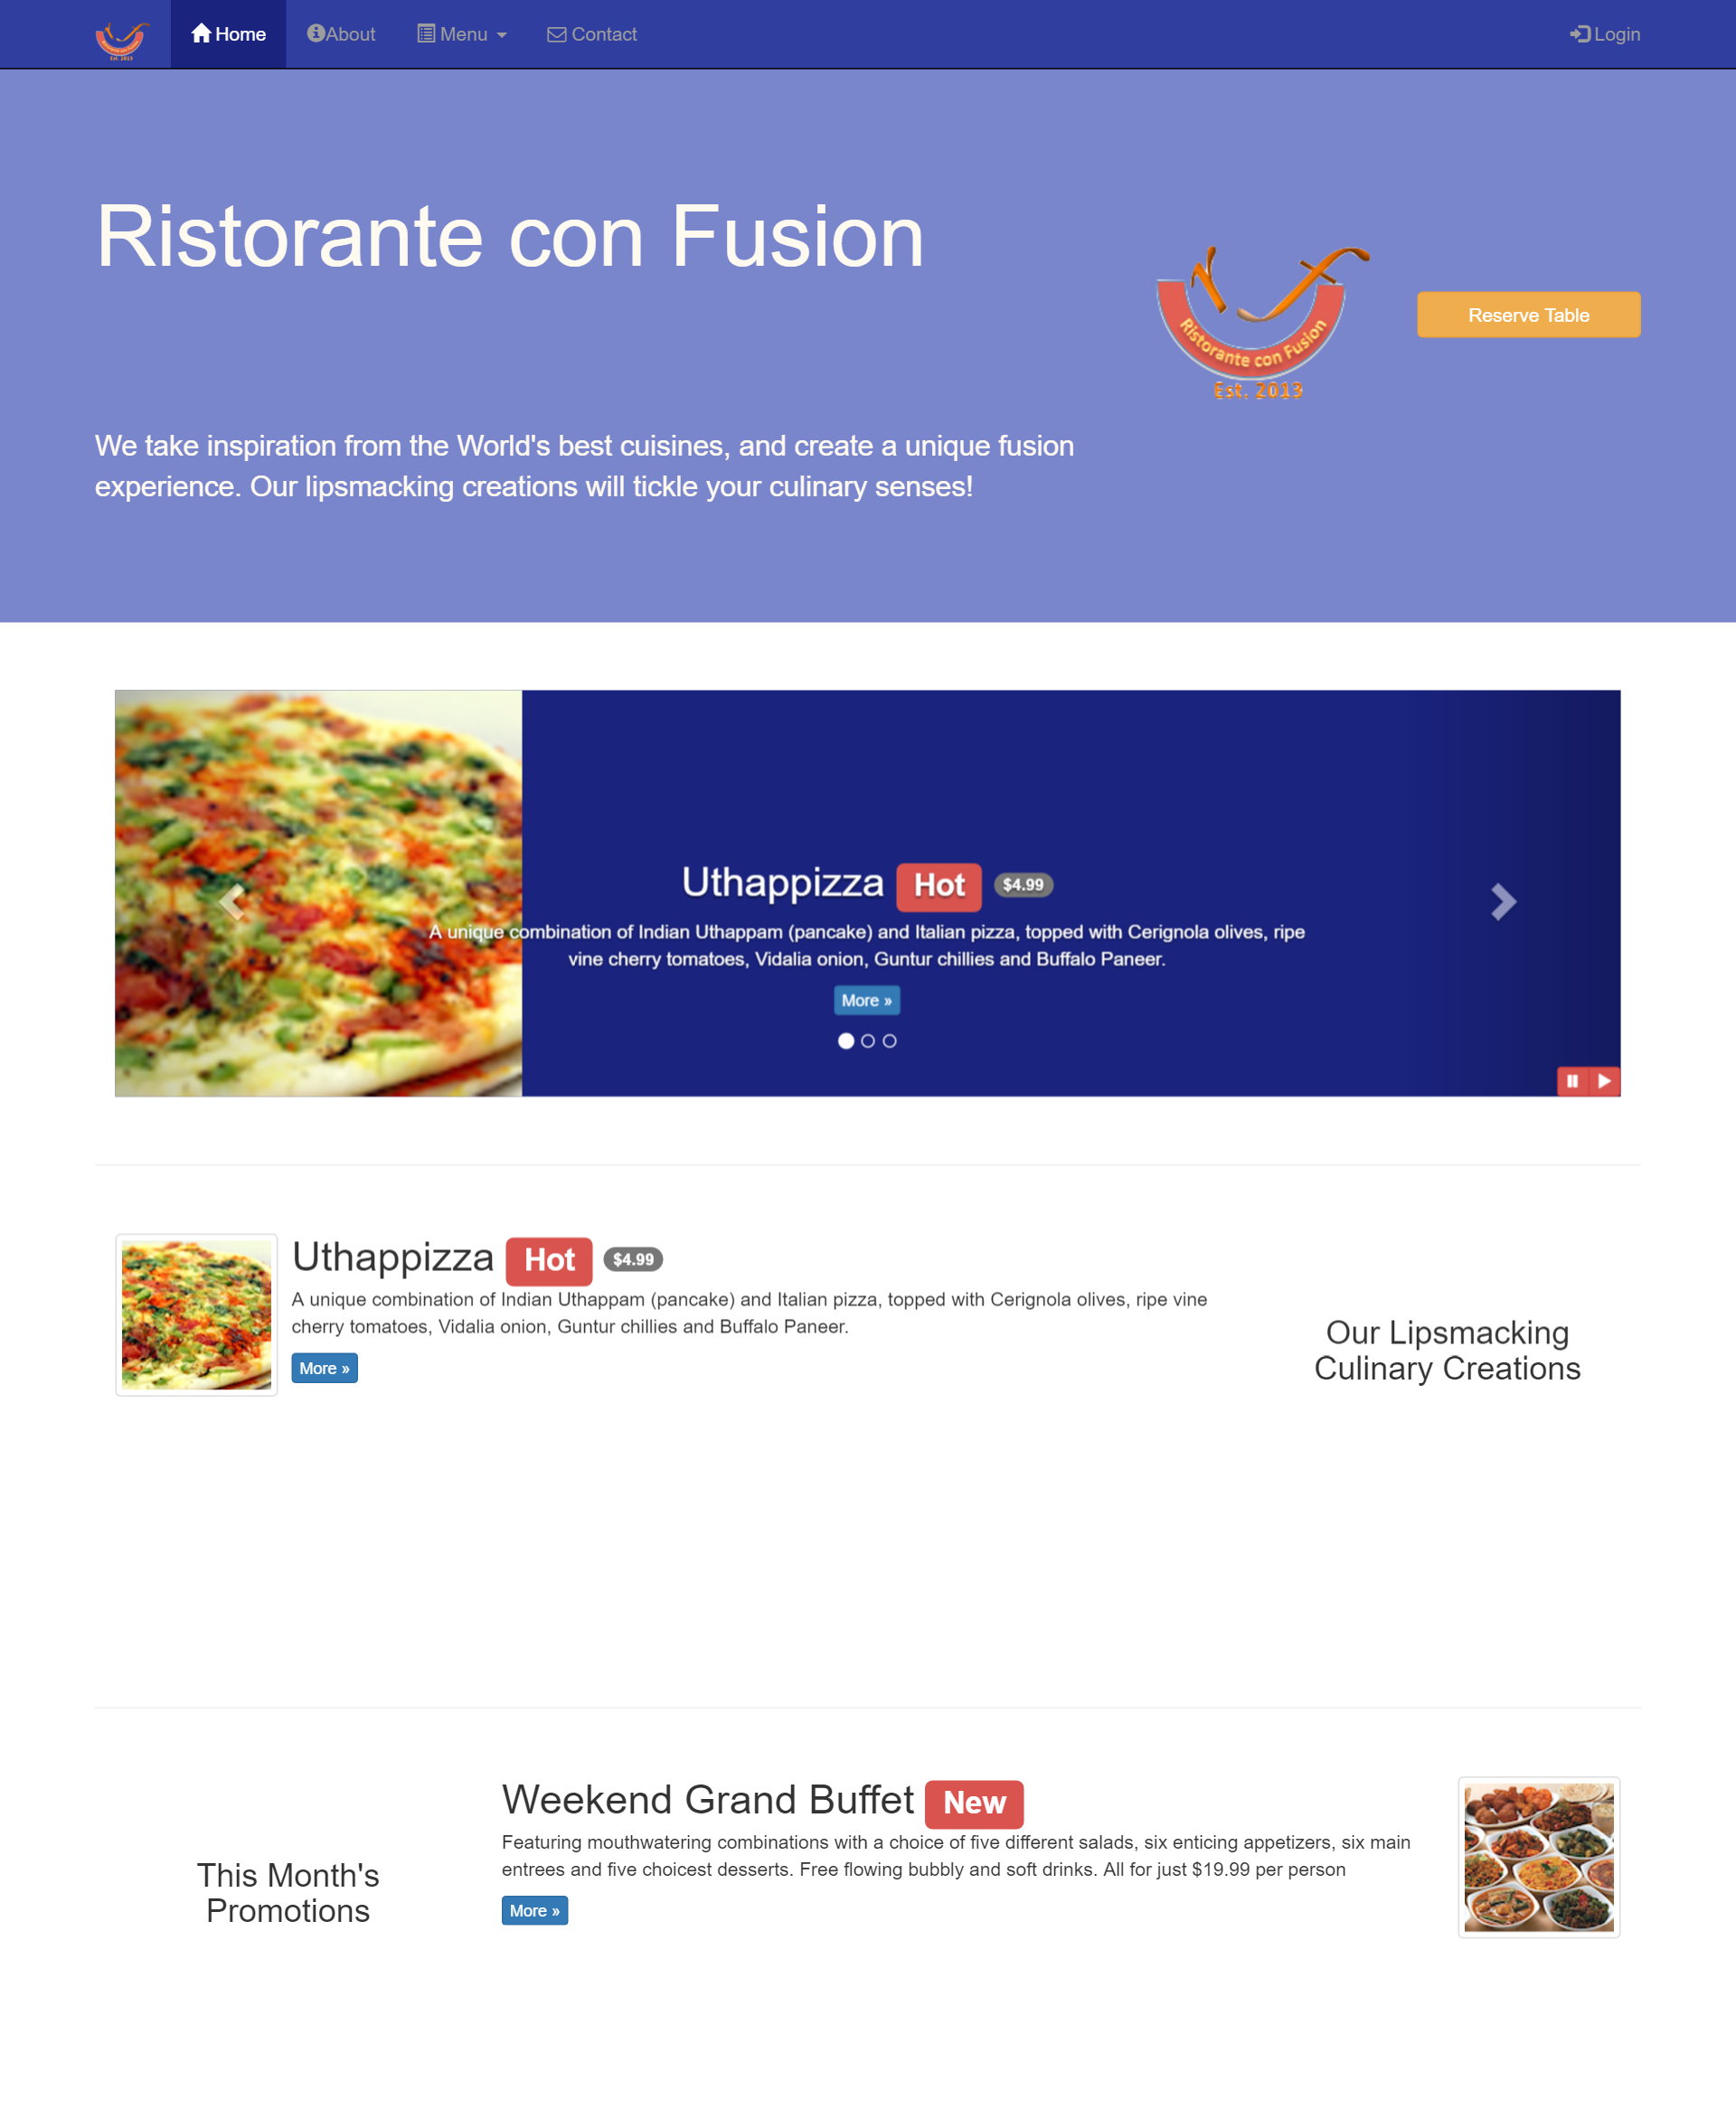 Est. 2013
Home
About
Menu
Contact
Login
Ristorante con Fusion
Ristorante con Fusion
Est. 2013
Reserve Table
We take inspiration from the World's best cuisines, and create a unique fusion
experience. Our lipsmacking creations will tickle your culinary senses!
Uthappizza Hot $4.99
A unique combination of Indian Uthappam (pancake) and Italian pizza, topped with Cerignola olives, ripe
vine cherry tomatoes, Vidalia onion, Guntur chillies and Buffalo Paneer.
More »
Uthappizza Hot $4.99
A unique combination of Indian Uthappam (pancake) and Italian pizza, topped with Cerignola olives, ripe vine
cherry tomatoes, Vidalia onion, Guntur chillies and Buffalo Paneer.
More »
Our Lipsmacking
Culinary Creations
This Month's
Promotions
Weekend Grand Buffet New
Featuring mouthwatering combinations with a choice of five different salads, six enticing appetizers, six main
entrees and five choicest desserts. Free flowing bubbly and soft drinks. All for just $19.99 per person
More »